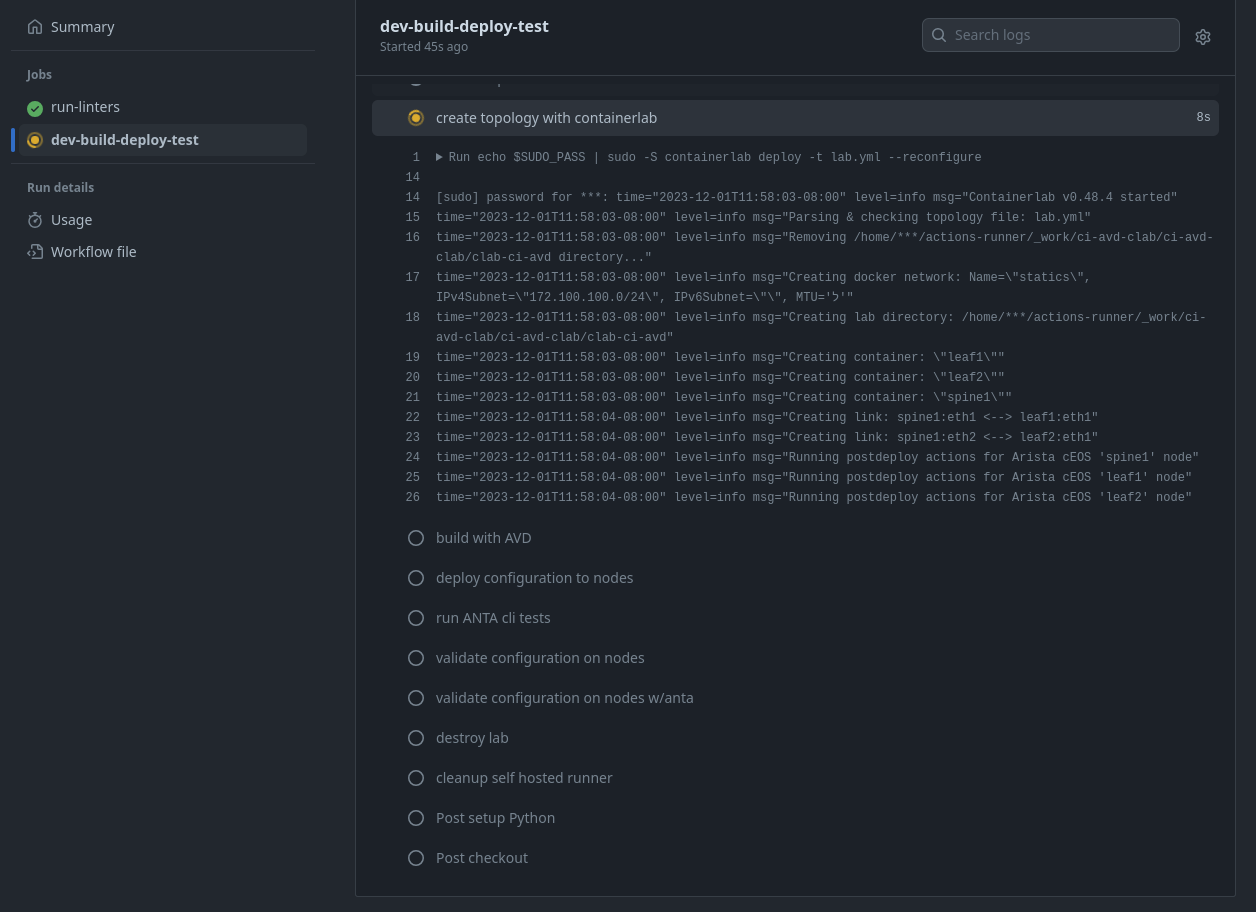 Summary
Jobs
run-linters
dev-build-deploy-test
Run details
Usage
Workflow file
dev-build-deploy-test
Started 45s ago
Search logs
create topology with containerlab 8s
1 Run echo $SUDO_PASS | sudo -S containerlab deploy -t lab.yml --reconfigure
14
14 [sudo] password for ***: time="2023-12-01T11:58:03-08:00" level=info msg="Containerlab v0.48.4 started"
15 time="2023-12-01T11:58:03-08:00" level=info msg="Parsing & checking topology file: lab.yml"
16 time="2023-12-01T11:58:03-08:00" level=info msg="Removing /home/***/actions-runner/_work/ci-avd-clab/ci-avd-
clab/clab-ci-avd directory..."
17 time="2023-12-01T11:58:03-08:00" level=info msg="Creating docker network: Name=\"statics\",
IPv4Subnet=\"172.100.100.0/24\", IPv6Subnet=\"\", MTU='ל'"
18 time="2023-12-01T11:58:03-08:00" level=info msg="Creating lab directory: /home/***/actions-runner/_work/ci-
avd-clab/ci-avd-clab/clab-ci-avd"
19 time="2023-12-01T11:58:03-08:00" level=info msg="Creating container: \"leaf1\""
20 time="2023-12-01T11:58:03-08:00" level=info msg="Creating container: \"leaf2\""
21 time="2023-12-01T11:58:03-08:00" level=info msg="Creating container: \"spine1\""
22 time="2023-12-01T11:58:04-08:00" level=info msg="Creating link: spine1:eth1 <--> leaf1:eth1"
23 time="2023-12-01T11:58:04-08:00" level=info msg="Creating link: spine1:eth2 <--> leaf2:eth1"
24 time="2023-12-01T11:58:04-08:00" level=info msg="Running postdeploy actions for Arista cEOS 'spine1' node"
25 time="2023-12-01T11:58:04-08:00" level=info msg="Running postdeploy actions for Arista cEOS 'leaf1' node"
26 time="2023-12-01T11:58:04-08:00" level=info msg="Running postdeploy actions for Arista cEOS 'leaf2' node"
build with AVD
deploy configuration to nodes
run ANTA cli tests
validate configuration on nodes
validate configuration on nodes w/anta
destroy lab
cleanup self hosted runner
Post setup Python
Post checkout